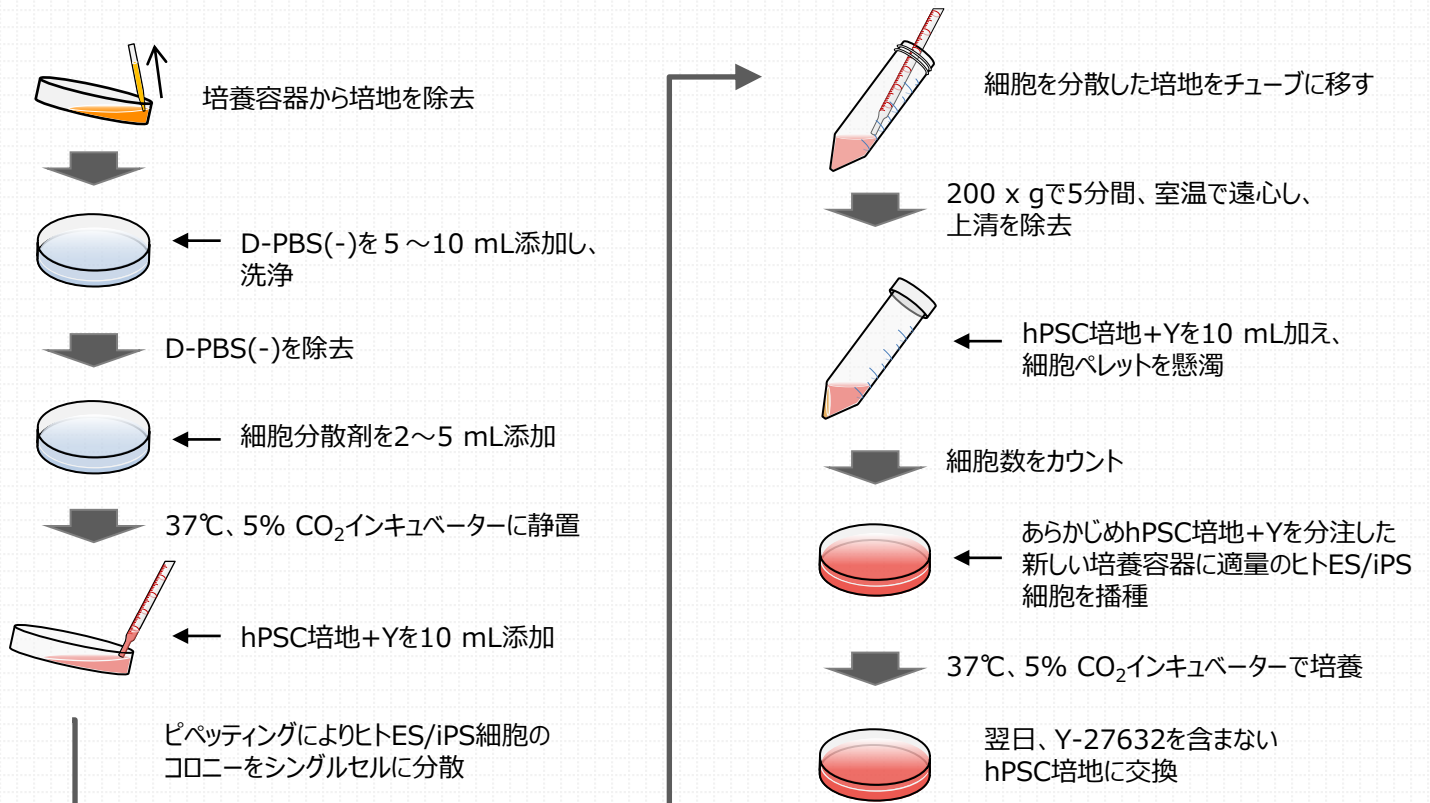 培養容器から培地を除去
D-PBS(-)を５～10 mL添加し、
洗浄
D-PBS(-)を除去
細胞分散剤を2～5 mL添加
37℃、5% CO₂インキュベーターに静置
hPSC培地+Yを10 mL添加
ピペッティングによりヒトES/iPS細胞の
コロニーをシングルセルに分散
細胞を分散した培地をチューブに移す
200 x gで5分間、室温で遠心し、
上清を除去
hPSC培地+Yを10 mL加え、
細胞ペレットを懸濁
細胞数をカウント
あらかじめhPSC培地+Yを分注した
新しい培養容器に適量のヒトES/iPS
細胞を播種
37℃、5% CO₂インキュベーターで培養
翌日、Y-27632を含まない
hPSC培地に交換